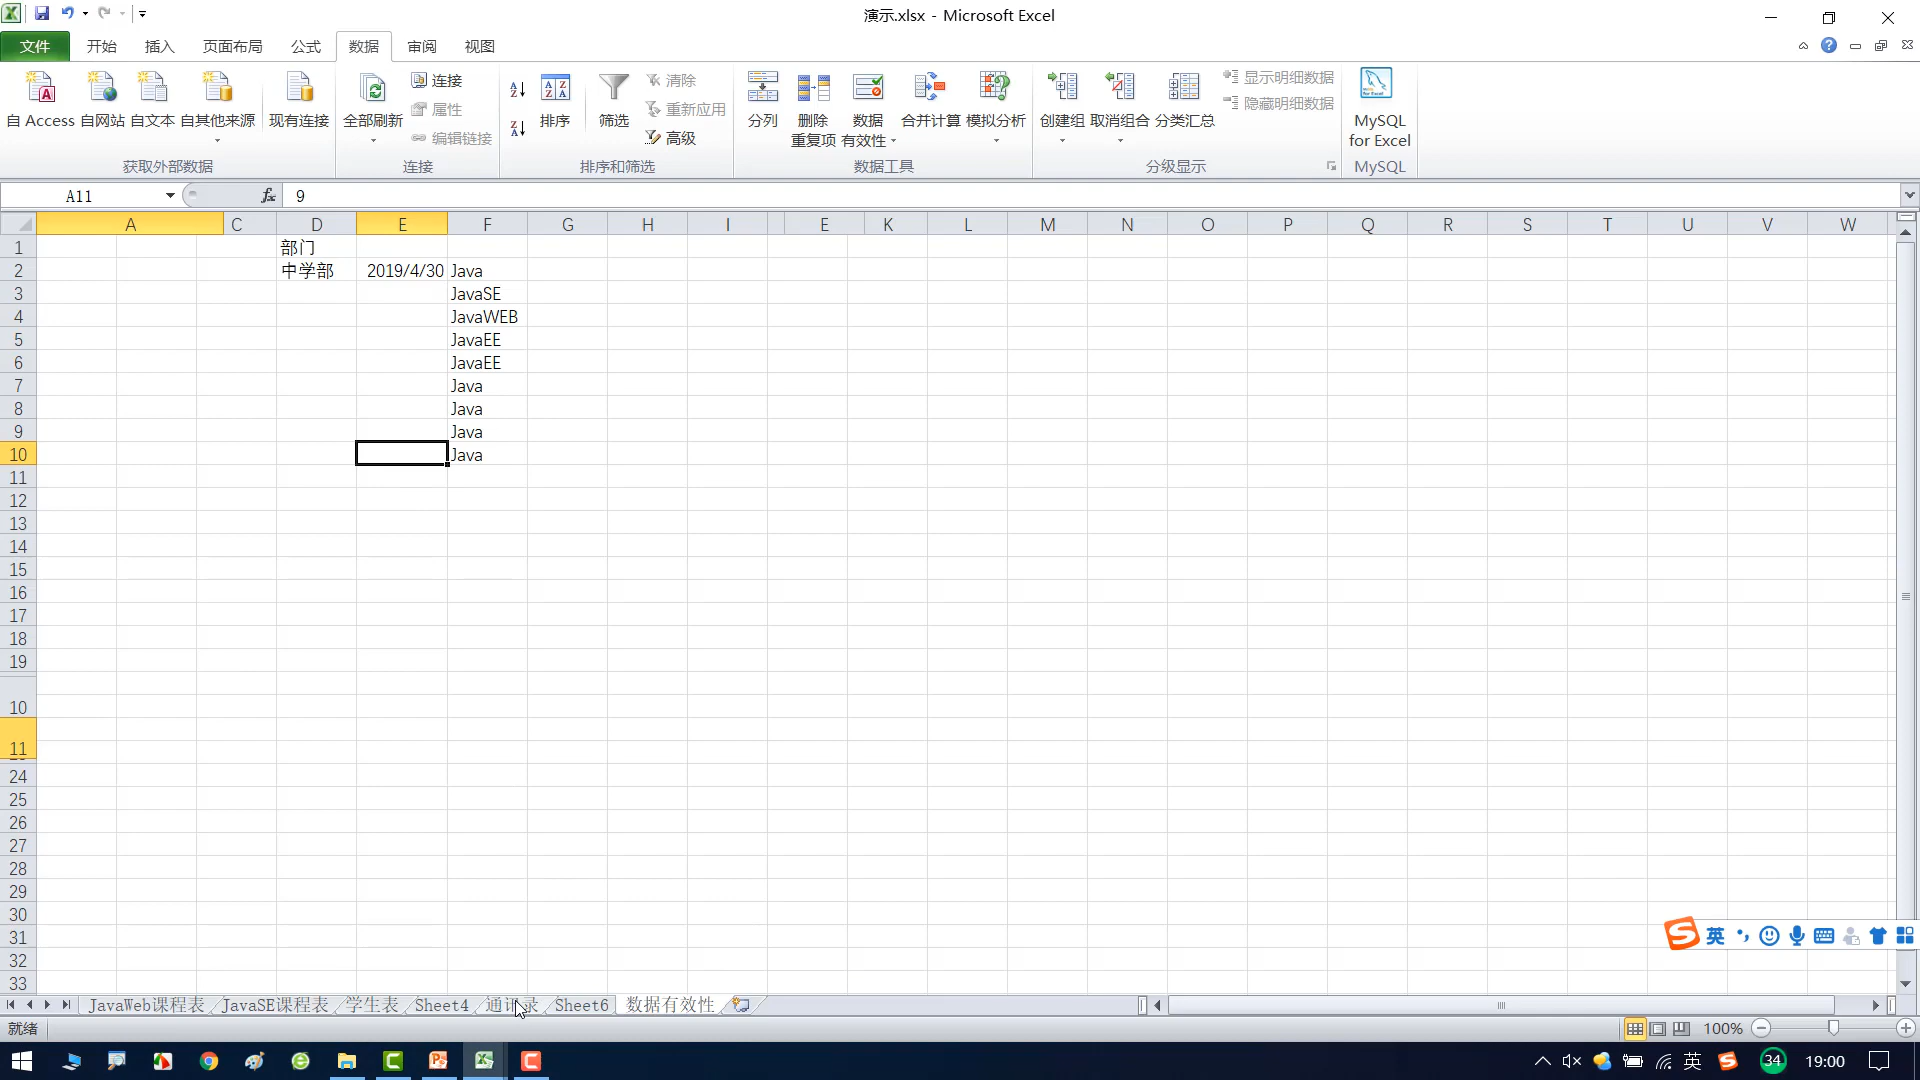 演示.xlsx - Microsoft Excel
文件 开始 插入 页面布局 公式 数据 审阅 视图
自 Access 自网站 自文本 自其他来源 现有连接 全部刷新 连接 属性 编辑链接 排序 筛选 清除 重新应用 高级 分列 删除 重复项 数据 有效性 合并计算 模拟分析 创建组 取消组合 分类汇总 显示明细数据 隐藏明细数据 MySQL for Excel
获取外部数据 连接 排序和筛选 数据工具 分级显示 MySQL
A11 fx 9
A C D E F G H I E K L M N O P Q R S T U V W
1 部门
2 中学部 2019/4/30 Java
3 JavaSE
4 JavaWEB
5 JavaEE
6 JavaEE
7 Java
8 Java
9 Java
10 Java
11
12
13
14
15
16
17
18
19
10
11
24
25
26
27
28
29
30
31
32
33
英
JavaWeb课程表 JavaSE课程表 学生表 Sheet4 通讯录 Sheet6 数据有效性
就绪 100%
英 34 19:00